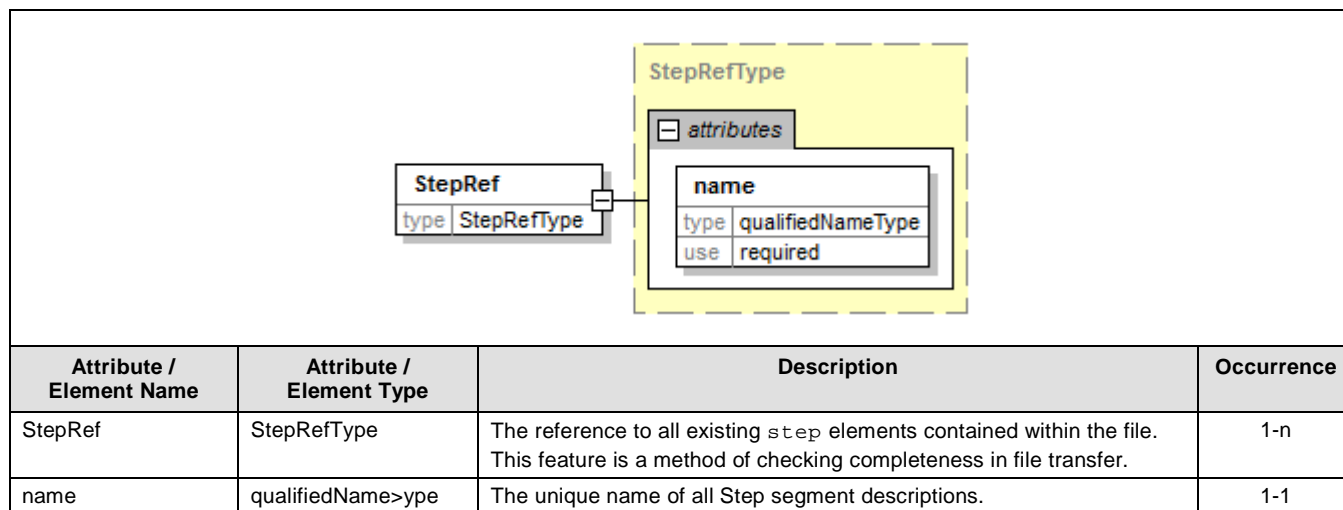 StepRefType
attributes
StepRef
type StepRefType
name
type qualifiedNameType
use required
Attribute / Element Name
Attribute / Element Type
Description
Occurrence
StepRef
StepRefType
The reference to all existing step elements contained within the file.
This feature is a method of checking completeness in file transfer.
1-n
name
qualifiedName>ype
The unique name of all Step segment descriptions.
1-1